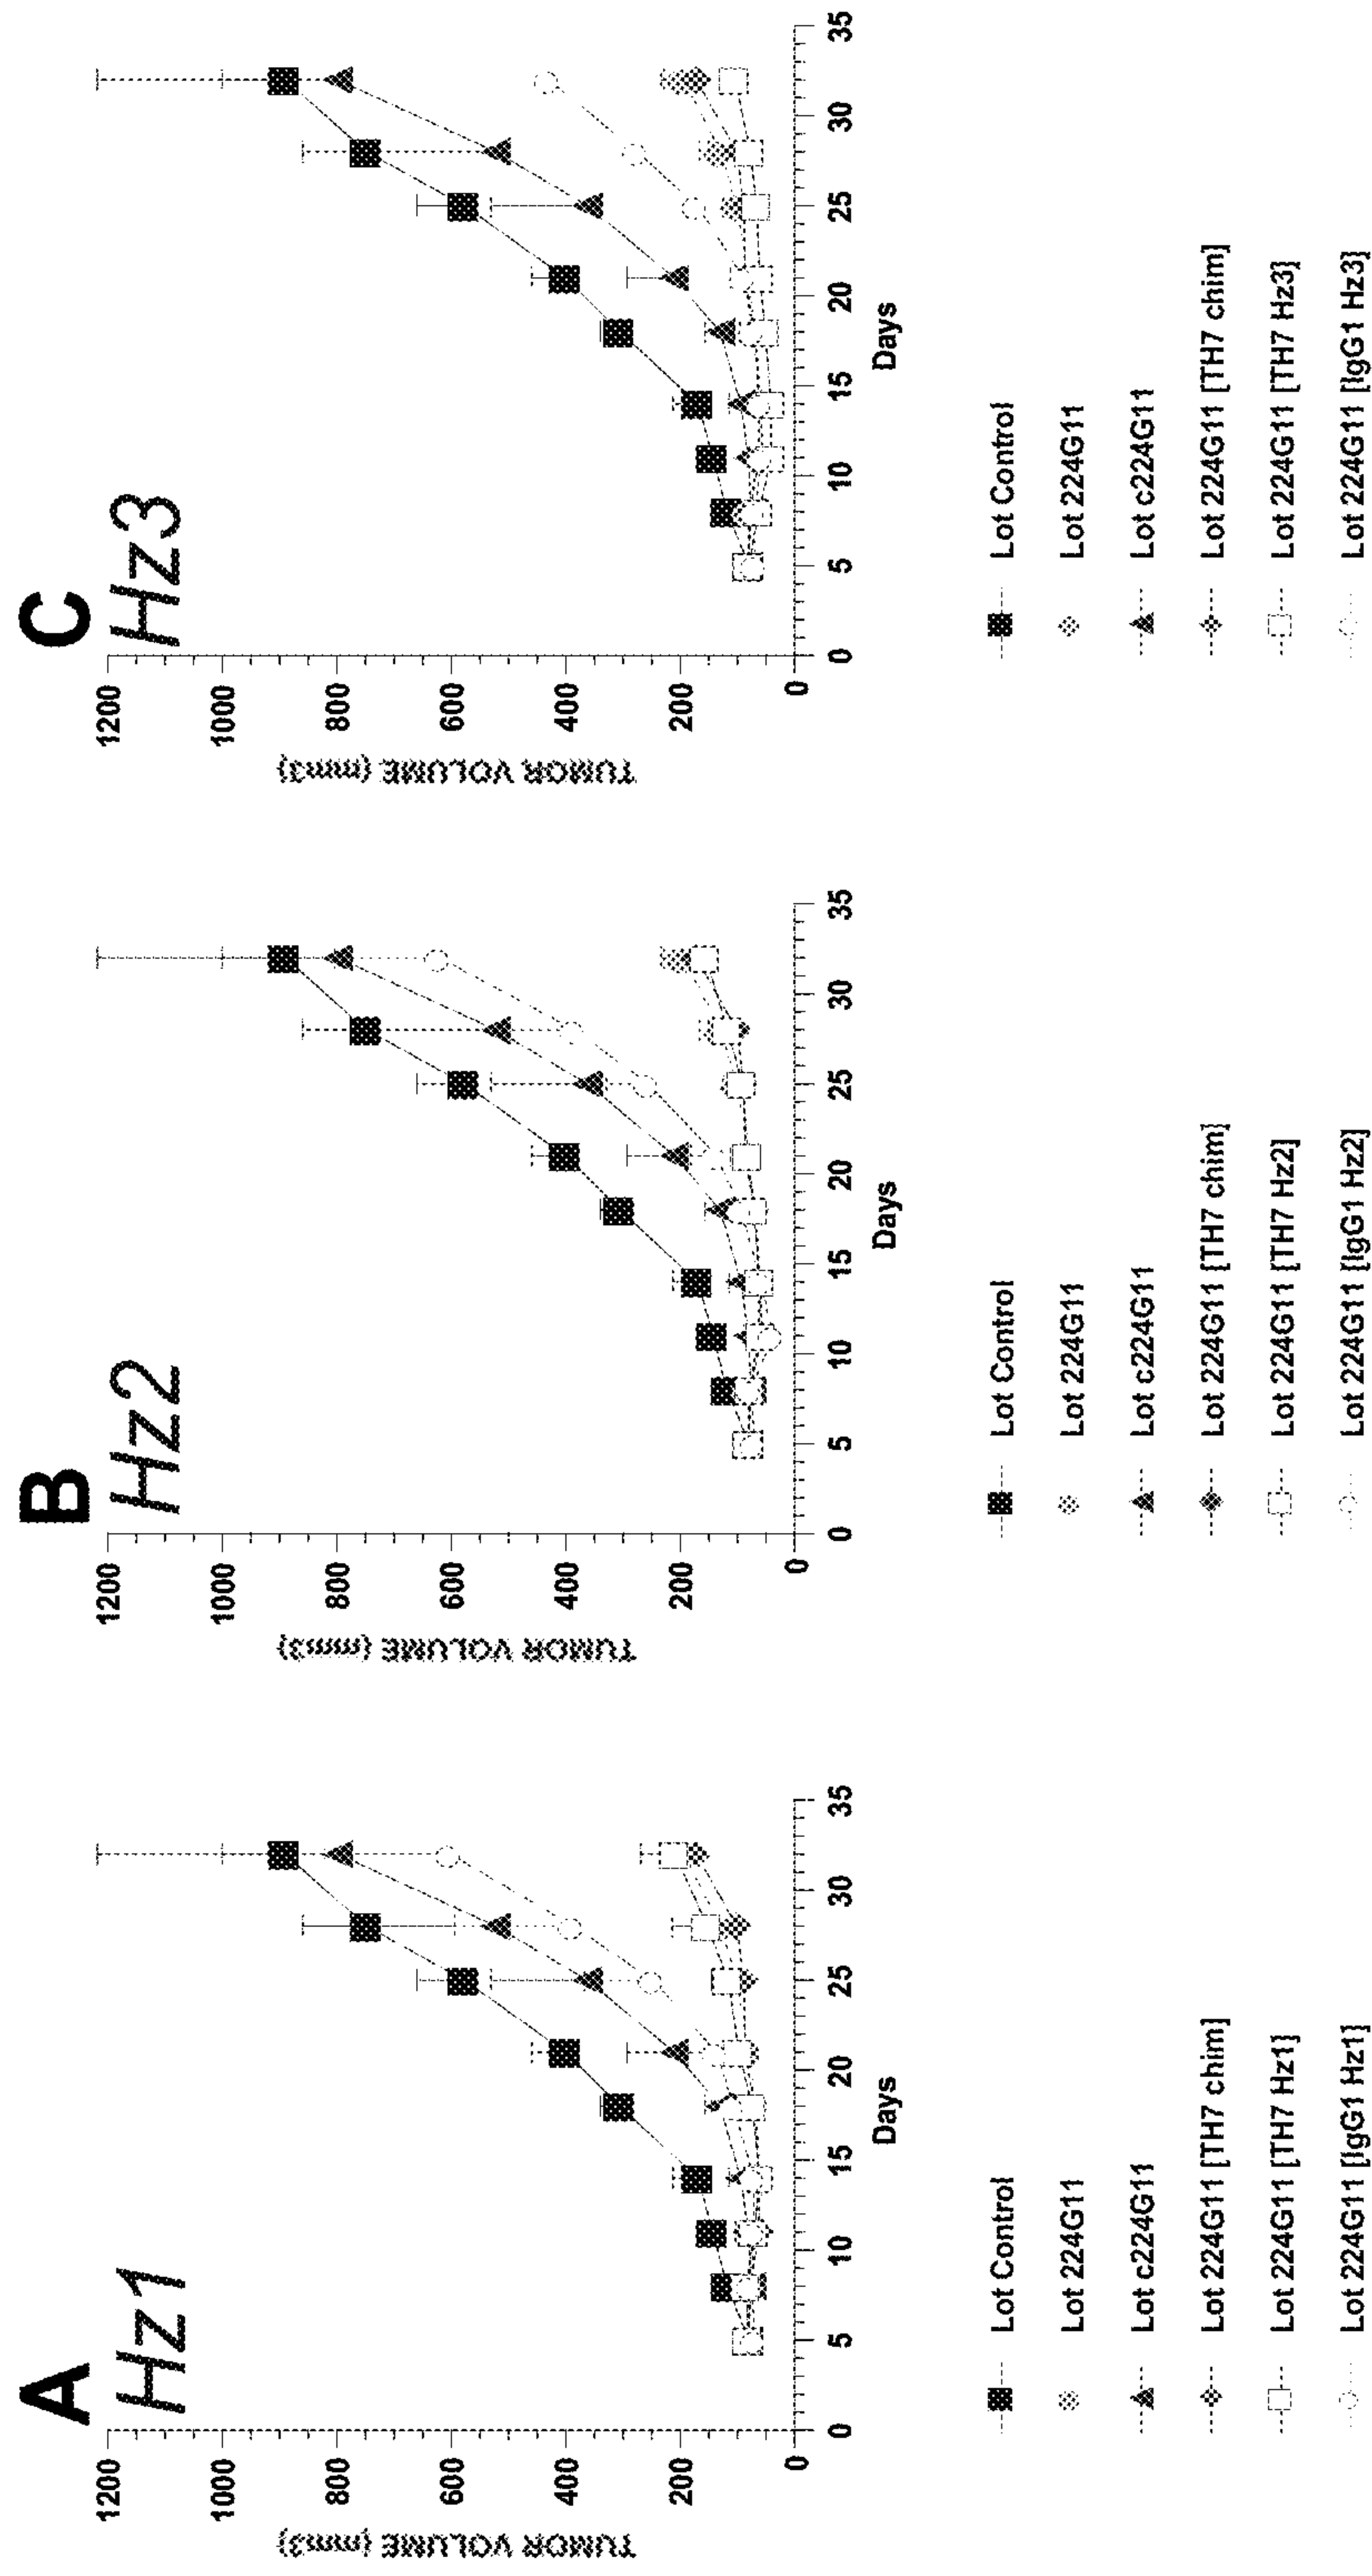 A
Hz1
TUMOR VOLUME (mm3)
1200
1000
800
600
400
200
0
0 5 10 15 20 25 30 35
Days
Lot Control
Lot 224G11
Lot c224G11
Lot 224G11 [TH7 chim]
Lot 224G11 [TH7 Hz1]
Lot 224G11 [IgG1 Hz1]
B
Hz2
TUMOR VOLUME (mm3)
1200
1000
800
600
400
200
0
0 5 10 15 20 25 30 35
Days
Lot Control
Lot 224G11
Lot c224G11
Lot 224G11 [TH7 chim]
Lot 224G11 [TH7 Hz2]
Lot 224G11 [IgG1 Hz2]
C
Hz3
TUMOR VOLUME (mm3)
1200
1000
800
600
400
200
0
0 5 10 15 20 25 30 35
Days
Lot Control
Lot 224G11
Lot c224G11
Lot 224G11 [TH7 chim]
Lot 224G11 [TH7 Hz3]
Lot 224G11 [IgG1 Hz3]